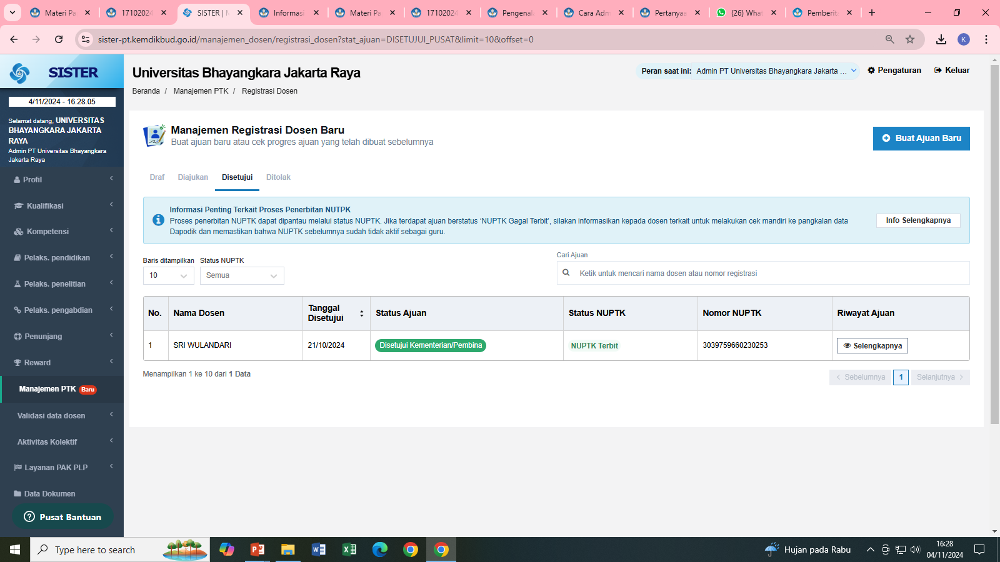 Materi Pa
17102024
SISTER | M
Informasi
Materi Pa
17102024
Pengenal
Cara Adm
Pertanyaa
(26) What
Pemberit
sister-pt.kemdikbud.go.id/manajemen_dosen/registrasi_dosen?stat_ajuan=DISETUJUI_PUSAT&limit=10&offset=0
K
SISTER
4/11/2024 - 16.28.05
Selamat datang, UNIVERSITAS
BHAYANGKARA JAKARTA
RAYA
Admin PT Universitas Bhayangkara
Jakarta Raya
Profil
Kualifikasi
Kompetensi
Pelaks. pendidikan
Pelaks. penelitian
Pelaks. pengabdian
Penunjang
Reward
Manajemen PTK Baru
Validasi data dosen
Aktivitas Kolektif
Layanan PAK PLP
Data Dokumen
Pusat Bantuan
Universitas Bhayangkara Jakarta Raya
Peran saat ini: Admin PT Universitas Bhayangkara Jakarta ...
Pengaturan
Keluar
Beranda / Manajemen PTK / Registrasi Dosen
Manajemen Registrasi Dosen Baru
Buat ajuan baru atau cek progres ajuan yang telah dibuat sebelumnya
Buat Ajuan Baru
Draf Diajukan Disetujui Ditolak
Informasi Penting Terkait Proses Penerbitan NUTPK
Proses penerbitan NUPTK dapat dipantau melalui status NUPTK. Jika terdapat ajuan berstatus ‘NUPTK Gagal Terbit’, silakan informasikan kepada dosen terkait untuk melakukan cek mandiri ke pangkalan data
Dapodik dan memastikan bahwa NUPTK sebelumnya sudah tidak aktif sebagai guru.
Info Selengkapnya
Baris ditampilkan Status NUPTK
10 Semua
Cari Ajuan
Ketik untuk mencari nama dosen atau nomor registrasi
No. Nama Dosen Tanggal Disetujui Status Ajuan Status NUPTK Nomor NUPTK Riwayat Ajuan
1 SRI WULANDARI 21/10/2024 Disetujui Kementerian/Pembina NUPTK Terbit 3039759660230253 Selengkapnya
Menampilkan 1 ke 10 dari 1 Data
Sebelumnya 1 Selanjutnya
Type here to search
Hujan pada Rabu
16:28
04/11/2024